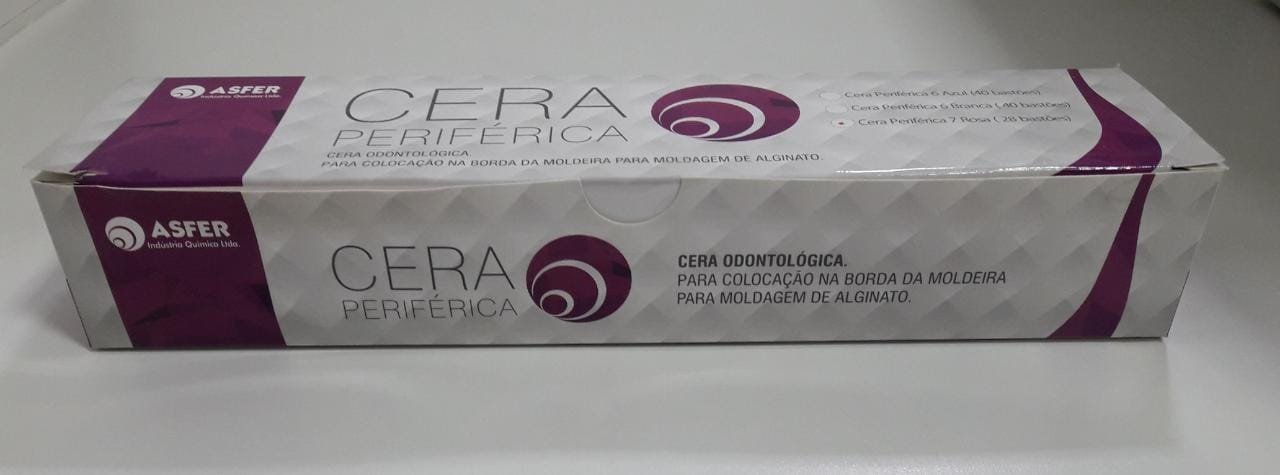 ASFER
Indústria Química Ltda.
CERA
PERIFÉRICA
CERA ODONTOLÓGICA.
PARA COLOCAÇÃO NA BORDA DA MOLDEIRA PARA MOLDAGEM DE ALGINATO.
Cera Periférica 6 Azul (40 bastões)
Cera Periférica 6 Branca ( 40 bastões)
Cera Periférica 7 Rosa ( 28 bastões)
ASFER
Indústria Química Ltda.
CERA
PERIFÉRICA
CERA ODONTOLÓGICA.
PARA COLOCAÇÃO NA BORDA DA MOLDEIRA
PARA MOLDAGEM DE ALGINATO.